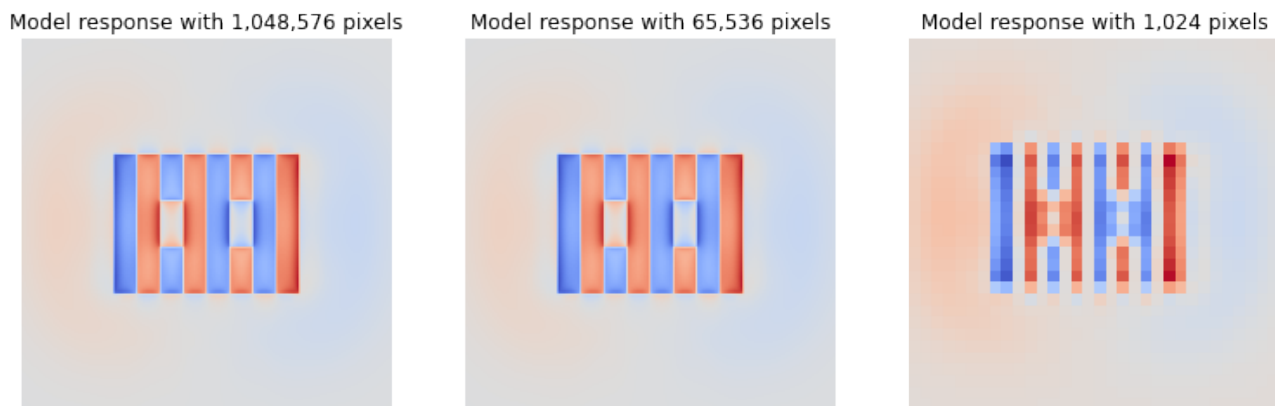 Model response with 1,048,576 pixels
Model response with 65,536 pixels
Model response with 1,024 pixels